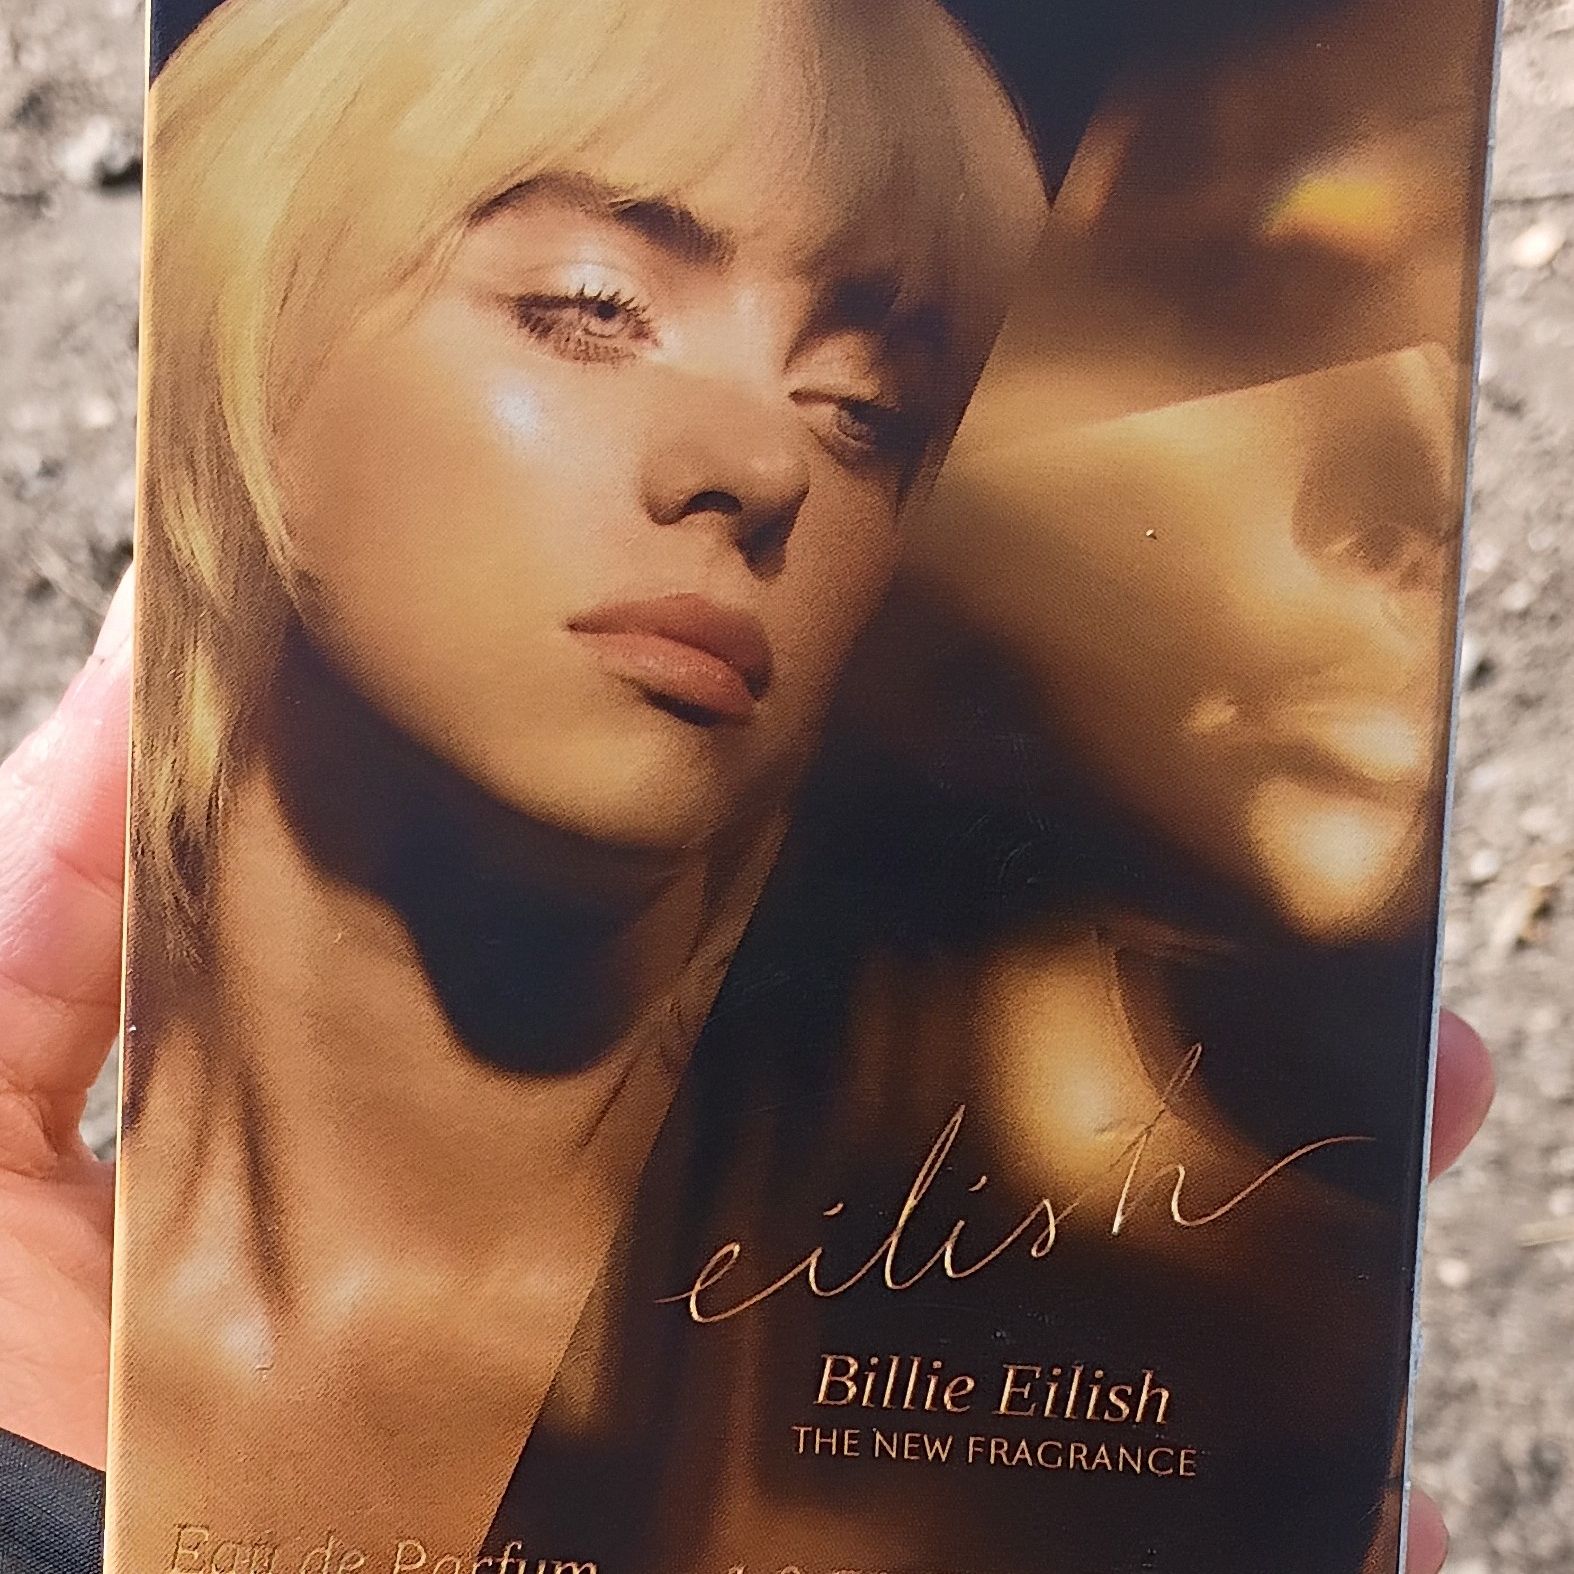 eilish
Billie Eilish
THE NEW FRAGRANCE
Eau de Parfum